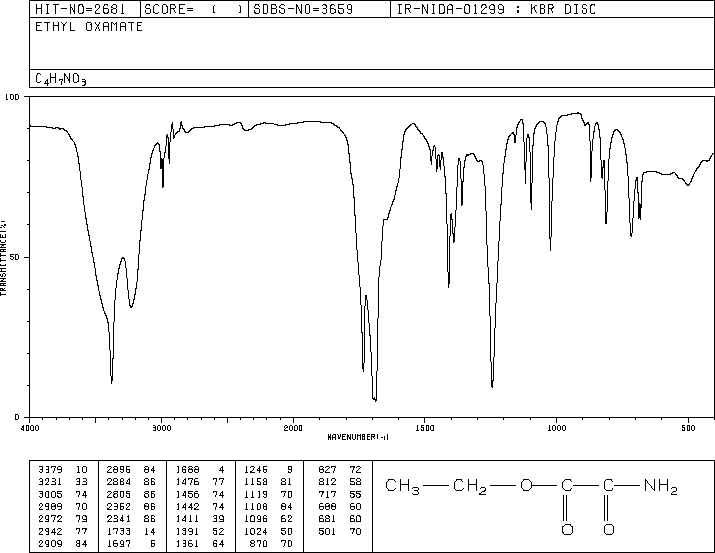 HIT-NO=2681 SCORE= ( ) SDBS-NO=3659 IR-NIDA-01299 : KBR DISC
ETHYL OXAMATE
C4H7NO3
100
50
0
TRANSMITTANCE(%)
4000 3000 2000 1500 1000 500
WAVENUMBER(-1)
3379 10 2896 84 1688 4 1246 9 827 72
3231 33 2884 86 1476 77 1158 81 812 58
3005 74 2805 86 1456 74 1119 70 717 55
2989 70 2362 86 1442 74 1108 84 688 60
2972 79 2341 86 1411 39 1096 62 681 60
2942 77 1733 14 1391 52 1024 50 501 70
2909 84 1697 5 1361 64 870 70
CH3 CH2 O C C NH2
O O